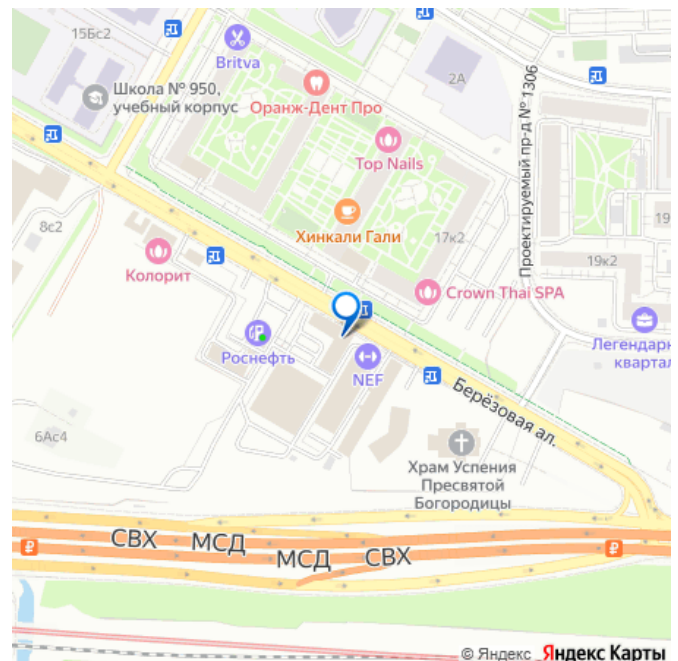 15Бс2
Britva
2А
Школа № 950,
учебный корпус
Оранж-Дент Про
Проектируемый пр-д № 1306
Top Nails
8с2
Хинкали Гали
17к2
19
19к2
Колорит
Crown Thai SPA
Роснефть
NEF
Легендарн
квартал
Берёзовая ал.
6Ас4
Храм Успения
Пресвятой
Богородицы
СВХ МСД МСД СВХ
© Яндекс Яндекс Карты